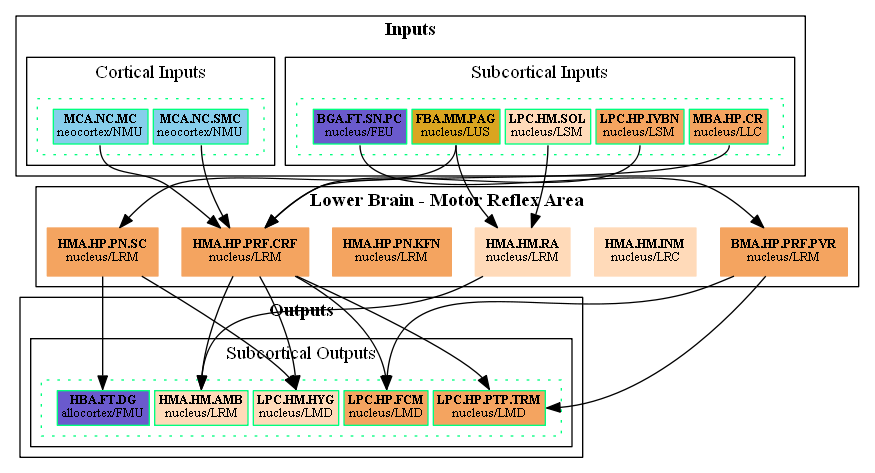 Inputs
Cortical Inputs
Subcortical Inputs
MCA.NC.MC
neocortex/NMU
MCA.NC.SMC
neocortex/NMU
BGA.FT.SN.PC
nucleus/FEU
FBA.MM.PAG
nucleus/LUS
LPC.HM.SOL
nucleus/LSM
LPC.HP.IVBN
nucleus/LSM
MBA.HP.CR
nucleus/LLC
Lower Brain - Motor Reflex Area
HMA.HP.PN.SC
nucleus/LRM
HMA.HP.PRF.CRF
nucleus/LRM
HMA.HP.PN.KFN
nucleus/LRM
HMA.HM.RA
nucleus/LRM
HMA.HM.INM
nucleus/LRC
BMA.HP.PRF.PVR
nucleus/LRM
Outputs
Subcortical Outputs
HBA.FT.DG
allocortex/FMU
HMA.HM.AMB
nucleus/LRM
LPC.HM.HYG
nucleus/LMD
LPC.HP.FCM
nucleus/LMD
LPC.HP.PTP.TRM
nucleus/LMD